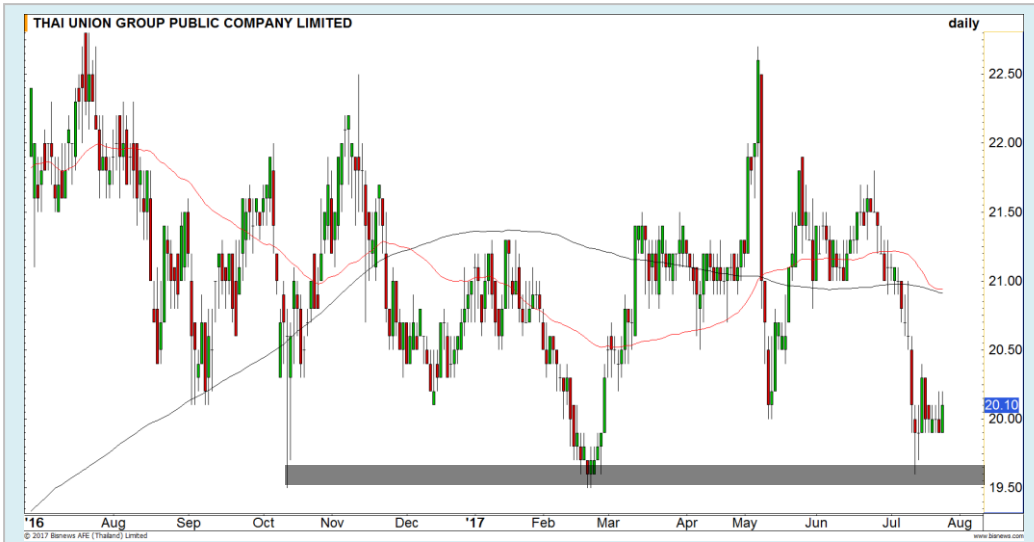 THAI UNION GROUP PUBLIC COMPANY LIMITED daily
22.50
22.00
21.50
21.00
20.50
20.10
20.00
19.50
'16 Aug Sep Oct Nov Dec '17 Feb Mar Apr May Jun Jul Aug
© 2017 Bisnews AFE (Thailand) Limited www.bisnews.com